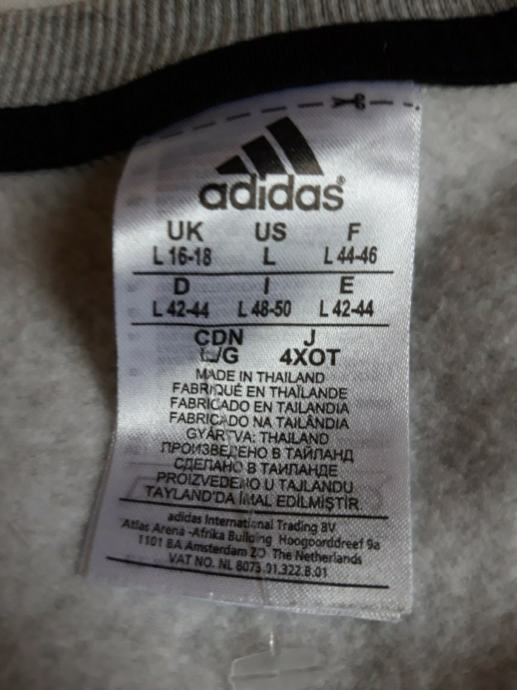 adidas®
UK US F
L 16-18 L L 44-46
D I E
L 42-44 L 48-50 L 42-44
CDN J
L/G 4XOT
MADE IN THAILAND
FABRIQUÉ EN THAÏLANDE
FABRICADO EN TAILANDIA
FABRICADO NA TAILÂNDIA
GYÁRTVA: THAILAND
ПРОИЗВЕДЕНО В ТАЙЛАНД
СДЕЛАНО В ТАИЛАНДЕ
PROIZVEDENO U TAJLANDU
TAYLAND'DA İMAL EDİLMİŞTİR.
adidas International Trading BV
Atlas Arena -Afrika Building Hoogoorddreef 9a
1101 BA Amsterdam ZO The Netherlands
VAT NO. NL 8073.01.322.B.01